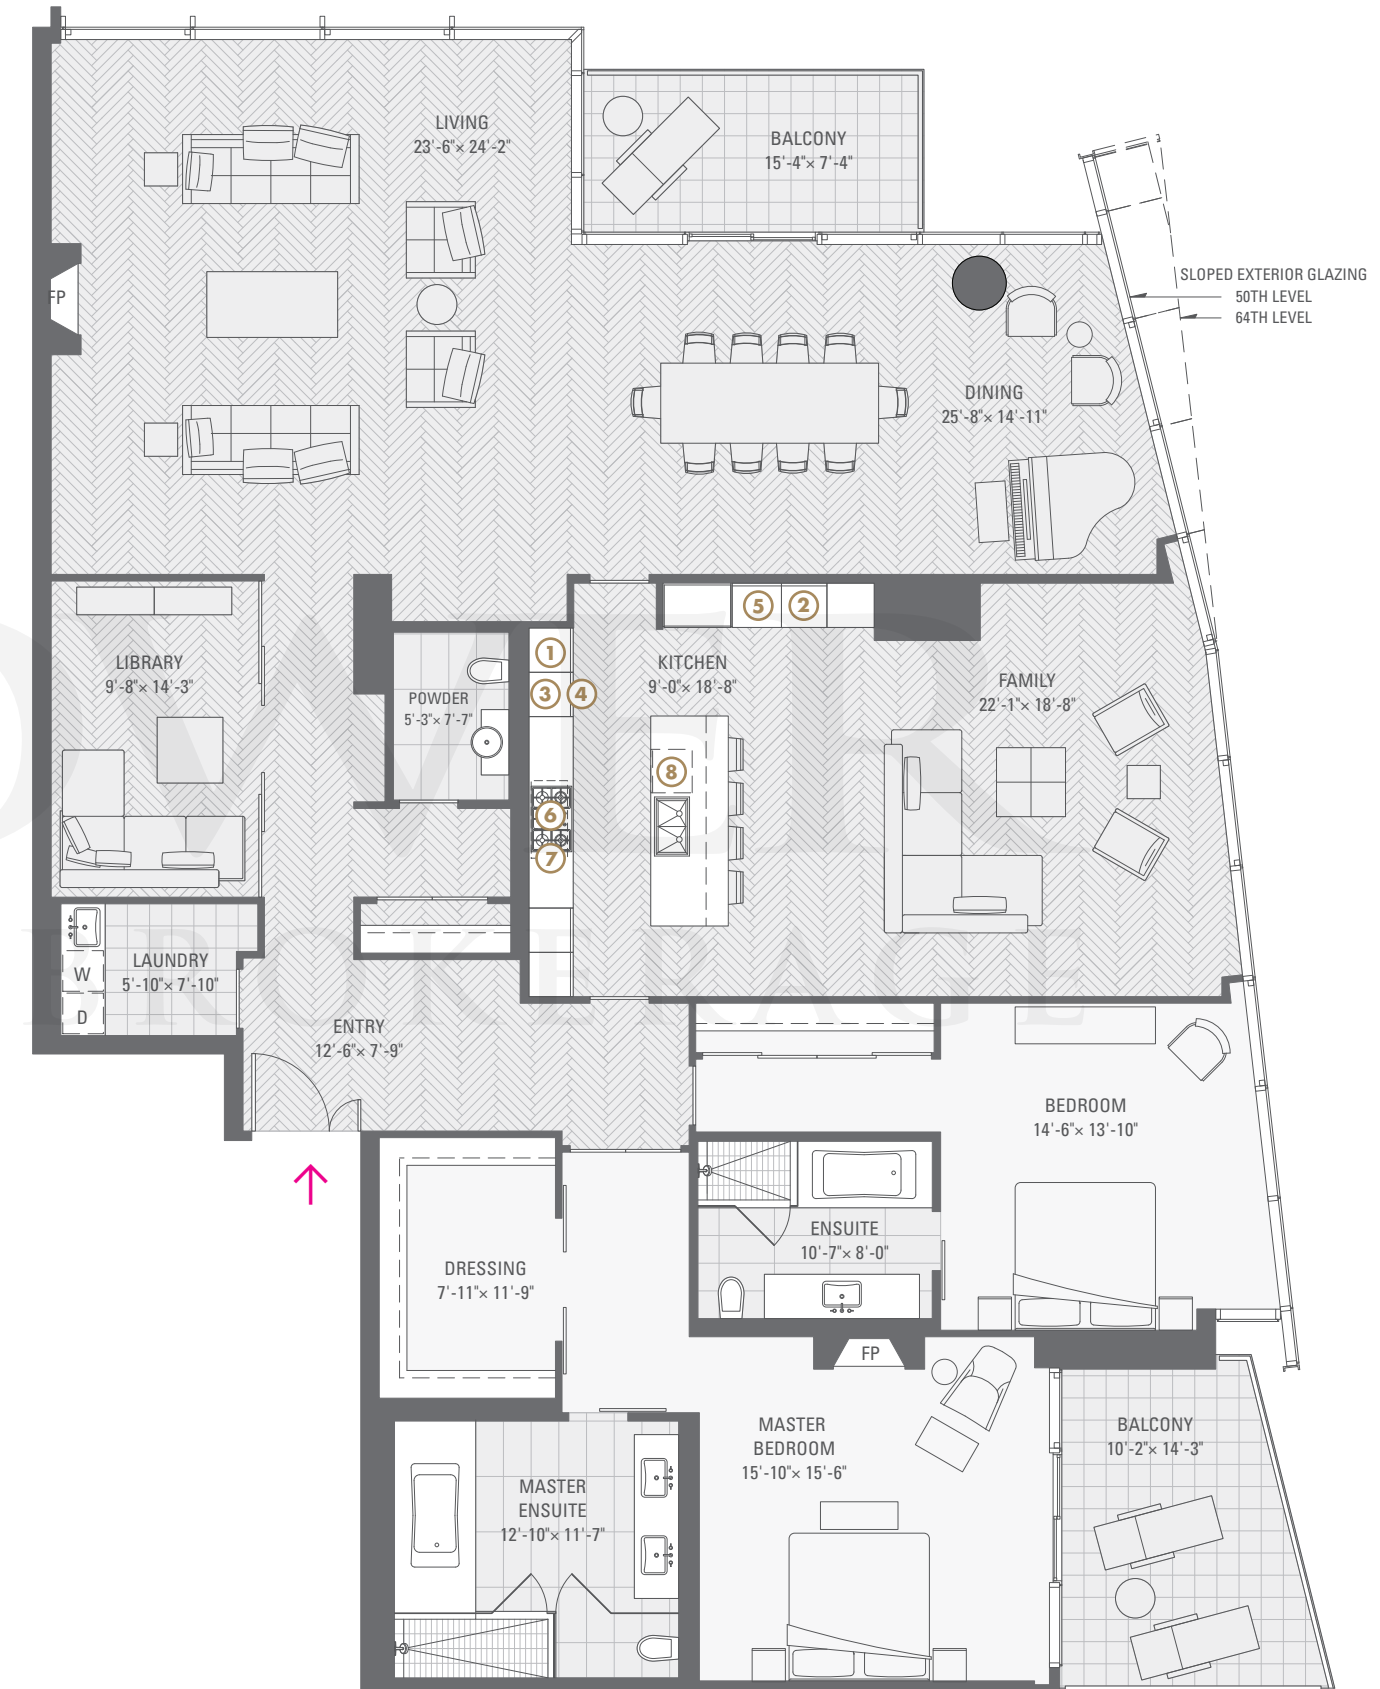 LIVING
23'-6"× 24'-2"
BALCONY
15'-4"× 7'-4"
SLOPED EXTERIOR GLAZING
50TH LEVEL
64TH LEVEL
FP
DINING
25'-8"× 14'-11"
5 2
LIBRARY
9'-8"× 14'-3"
POWDER
5'-3"× 7'-7"
1
3 4
KITCHEN
9'-0"× 18'-8"
FAMILY
22'-1"× 18'-8"
8
6
7
OWER
BROKERAGE
LAUNDRY
5'-10"× 7'-10"
W
D
ENTRY
12'-6"× 7'-9"
BEDROOM
14'-6"× 13'-10"
ENSUITE
10'-7"× 8'-0"
DRESSING
7'-11"× 11'-9"
FP
MASTER
BEDROOM
15'-10"× 15'-6"
BALCONY
10'-2"× 14'-3"
MASTER
ENSUITE
12'-10"× 11'-7"